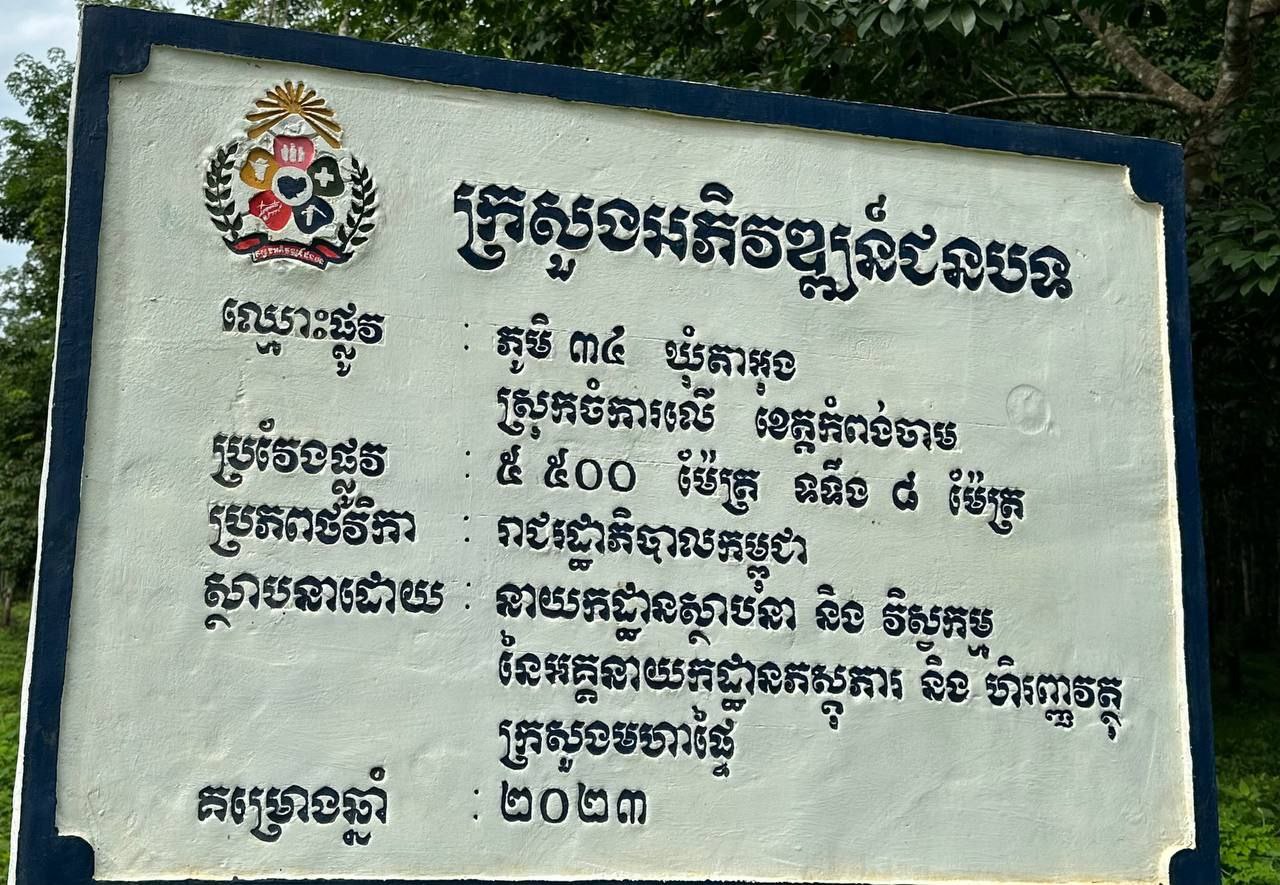 ក្រសួងអភិវឌ្ឍន៍ជនបទ
ឈ្មោះផ្លូវ : ភូមិ ៣៤ ឃុំតាអុង
ស្រុកចំការលើ ខេត្តកំពង់ចាម
ប្រវែងផ្លូវ : ៥ ៥០០ ម៉ែត្រ ទទឹង ៨ ម៉ែត្រ
ប្រភពថវិកា : រាជរដ្ឋាភិបាលកម្ពុជា
ស្ថាបនាដោយ : នាយកដ្ឋានស្ថាបនា និង វិស្វកម្ម
នៃអគ្គនាយកដ្ឋានភស្តុភារ និង ហិរញ្ញវត្ថុ
ក្រសួងមហាផ្ទៃ
គម្រោងឆ្នាំ : ២០២៣